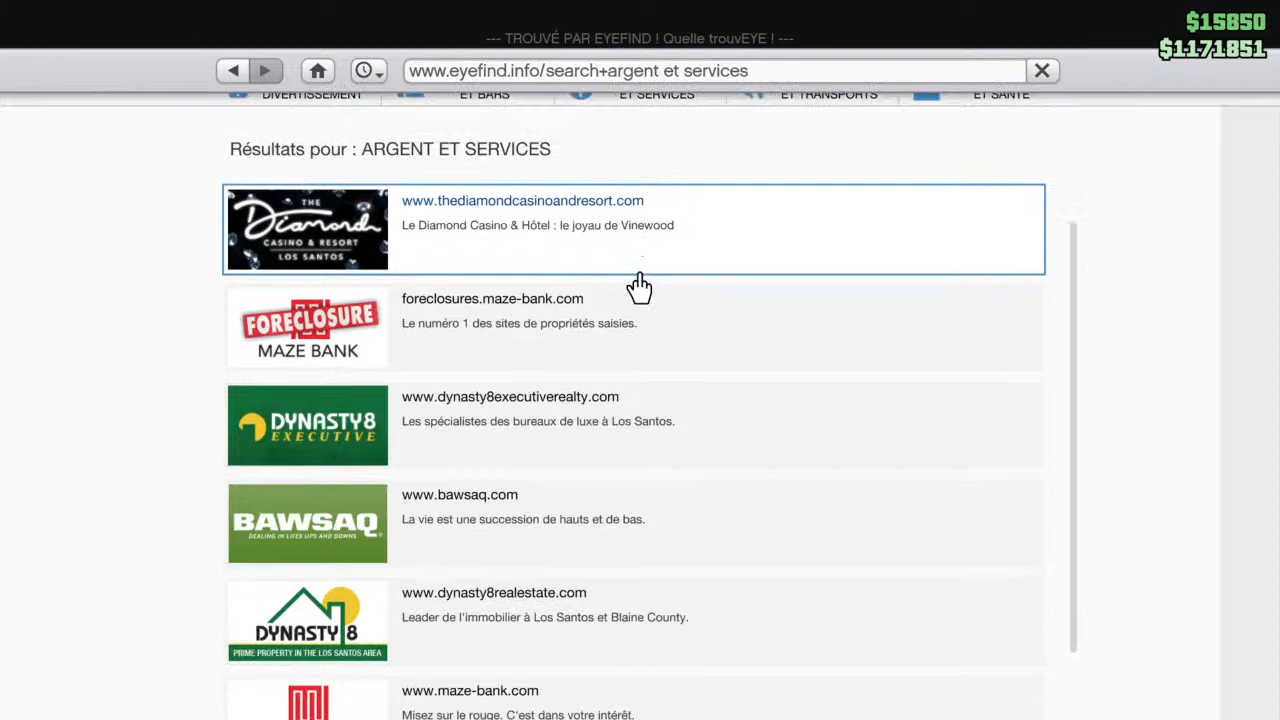 $15850
--- TROUVÉ PAR EYEFIND ! Quelle trouvEYE ! ---
$1171851
www.eyefind.info/search+argent et services
DIVERTISSEMENT
ET BARS
ET SERVICES
ET TRANSPORTS
ET SANTÉ
Résultats pour : ARGENT ET SERVICES
THE
Diamond
CASINO & RESORT
LOS SANTOS
www.thediamondcasinoandresort.com
Le Diamond Casino & Hôtel : le joyau de Vinewood
FORECLOSURE
MAZE BANK
foreclosures.maze-bank.com
Le numéro 1 des sites de propriétés saisies.
DYNASTY8
EXECUTIVE
www.dynasty8executiverealty.com
Les spécialistes des bureaux de luxe à Los Santos.
BAWSAQ
DEALING IN LIFES UPS AND DOWNS
www.bawsaq.com
La vie est une succession de hauts et de bas.
DYNASTY 8
PRIME PROPERTY IN THE LOS SANTOS AREA
www.dynasty8realestate.com
Leader de l'immobilier à Los Santos et Blaine County.
www.maze-bank.com
Misez sur le rouge. C'est dans votre intérêt.